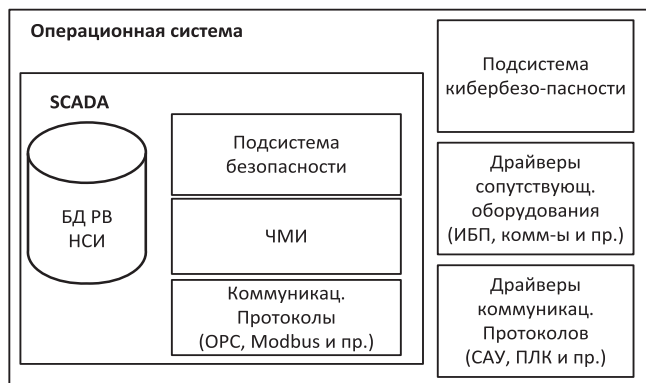 Операционная система
SCADA
БД РВ
НСИ
Подсистема
безопасности
ЧМИ
Коммуникац.
Протоколы
(OPC, Modbus и пр.)
Подсистема
кибербезо-пасности
Драйверы
сопутствующ.
оборудования
(ИБП, комм-ы и пр.)
Драйверы
коммуникац.
Протоколов
(САУ, ПЛК и пр.)